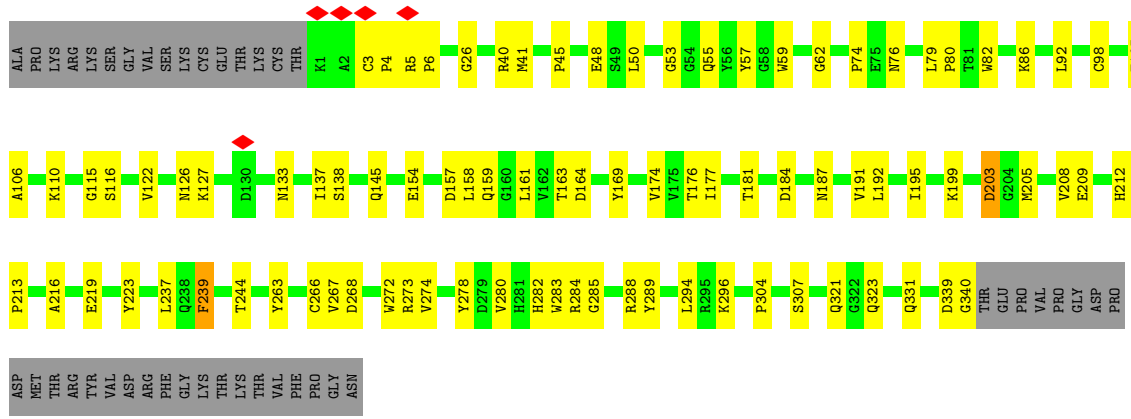 ALA PRO LYS ARG LYS SER GLY VAL SER LYS CYS GLU THR LYS CYS THR K1 A2 C3 P4 R5 P6 G26 R40 M41 P45 E48 S49 L50 G53 G54 Q55 Y56 Y57 G58 W59 G62 P74 E75 N76 L79 P80 T81 W82 K86 L92 C98
A106 K110 G115 S116 V122 N126 K127 D130 N133 I137 S138 Q145 E154 D157 L158 Q159 G160 L161 V162 T163 D164 Y169 V174 V175 T176 I177 T181 D184 N187 V191 L192 I195 K199 D203 G204 M205 V208 E209 H212
P213 A216 E219 Y223 L237 Q238 F239 T244 Y263 C266 V267 D268 W272 R273 V274 Y278 D279 V280 H281 H282 W283 R284 G285 R288 Y289 L294 R295 K296 P304 S307 Q321 G322 Q323 Q331 D339 G340 THR GLU PRO VAL PRO GLY ASP PRO
ASP MET THR ARG TYR VAL ASP ARG PHE GLY LYS THR LYS THR VAL PHE PRO GLY ASN